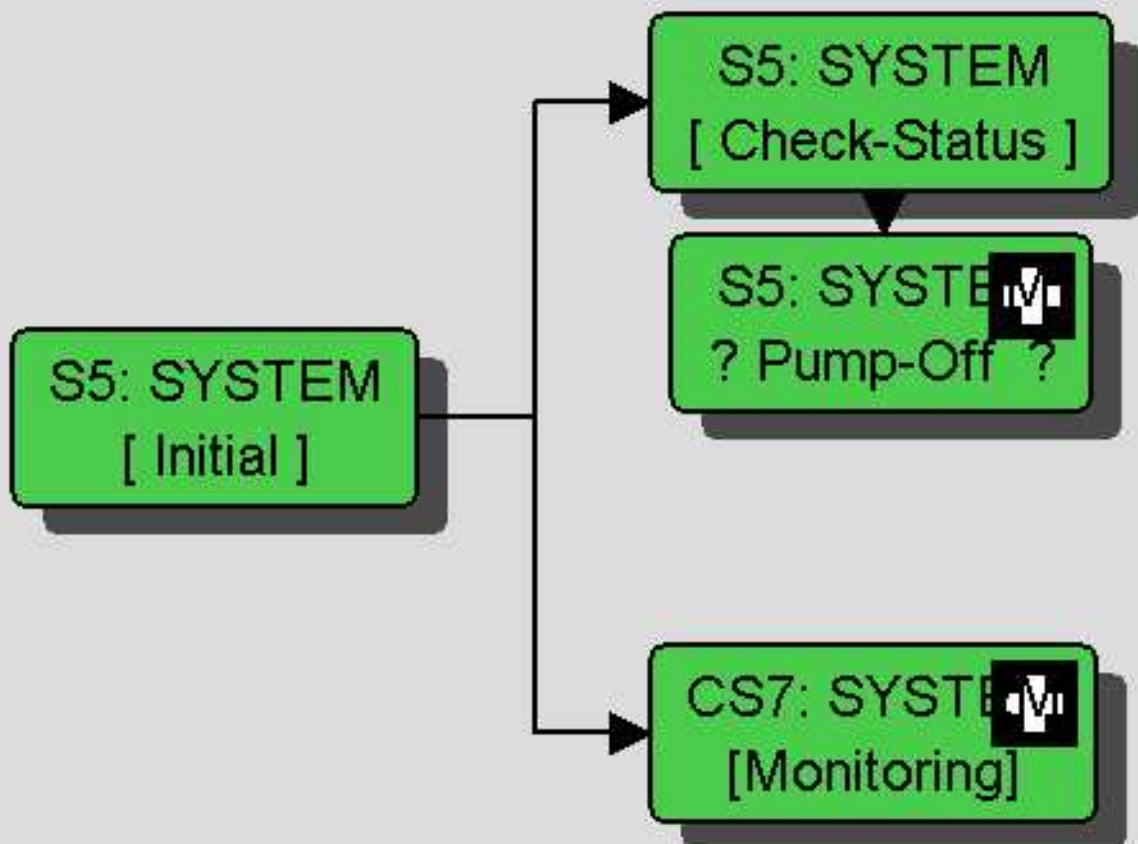 S5: SYSTEM
[ Check-Status ]
S5: SYSTE
? Pump-Off ?
S5: SYSTEM
[ Initial ]
CS7: SYSTE
[Monitoring]